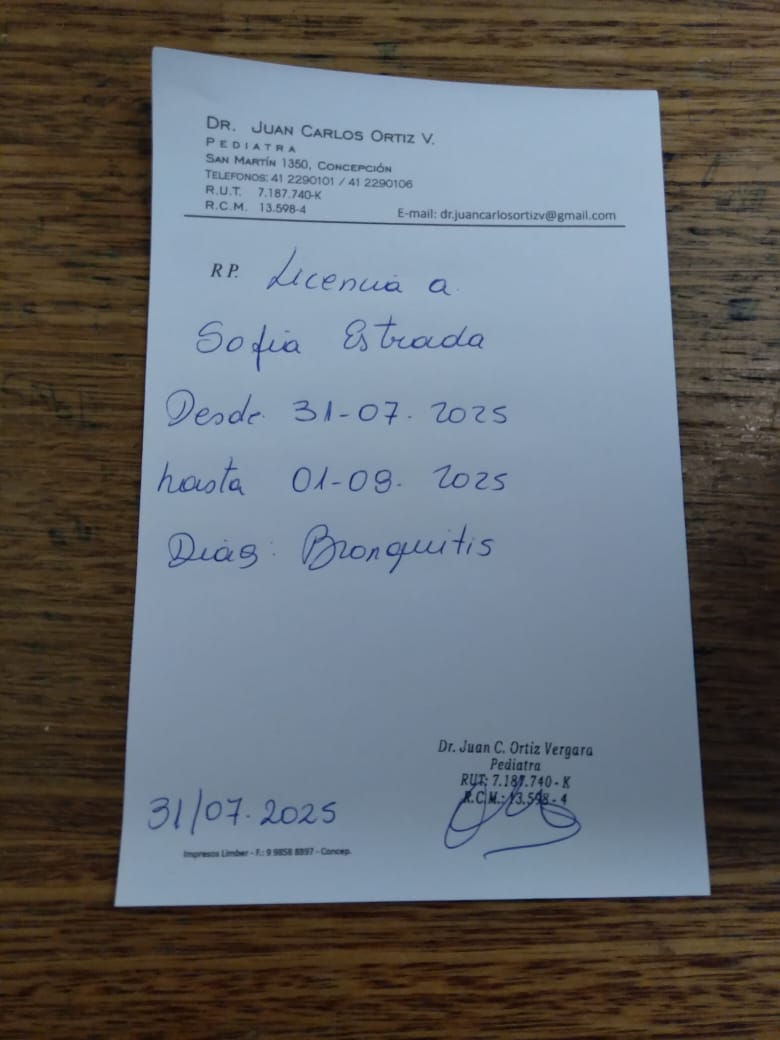 DR. JUAN CARLOS ORTIZ V.
PEDIATRA
SAN MARTÍN 1350, CONCEPCIÓN
TELEFONOS: 41 2290101 / 41 2290106
R.U.T. 7.187.740-K
R.C.M. 13.598-4
E-mail: dr.juancarlosortizv@gmail.com
RP. Licencia a
Sofia Estrada
Desde 31-07-2025
hasta 01-08-2025
Diag: Bronquitis
Dr. Juan C. Ortiz Vergara
Pediatra
RUT: 7.187.740-K
R.C.M.: 13.598-4
31/07.2025
Impresos Limber - F.: 9 9858 8897 - Concep.